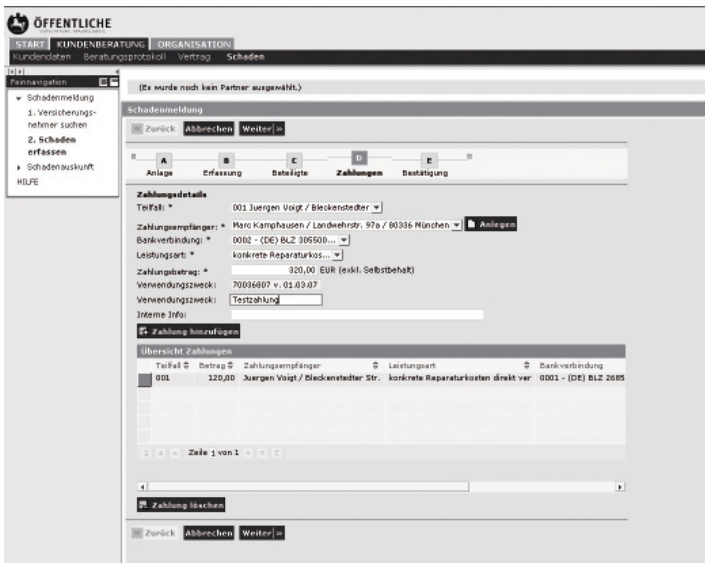 ÖFFENTLICHE
START KUNDENBERATUNG ORGANISATION
Kundendaten Beratungsprotokoll Vertrag Schaden
Feinnavigation
(Es wurde noch kein Partner ausgewählt.)
Schadenmeldung
1. Versicherungs-
nehmer suchen
2. Schaden
erfassen
Schadenauskunft
HILFE
Schadenmeldung
Zurück Abbrechen Weiter »
A B C D E
Anlage Erfassung Beteiligte Zahlungen Bestätigung
Zahlungsdetails
Teilfall: * 001 Juergen Voigt / Bleckenstedter
Zahlungsempfänger: * Marc Kamphausen / Landwehrstr. 97a / 80336 München Anlegen
Bankverbindung: * 0002 - (DE) BLZ 305500...
Leistungsart: * konkrete Reparaturkos...
Zahlungsbetrag: * 320,00 EUR (exkl. Selbstbehalt)
Verwendungszweck: 70036807 v. 01.03.07
Verwendungszweck: Testzahlung
Interne Info:
Zahlung hinzufügen
Übersicht Zahlungen
Teilfall Betrag Zahlungsempfänger Leistungsart Bankverbindung
001 120,00 Juergen Voigt / Bleckenstedter Str. konkrete Reparaturkosten direkt ver 0001 - (DE) BLZ 2685
Zeile 1 von 1
Zahlung löschen
Zurück Abbrechen Weiter »